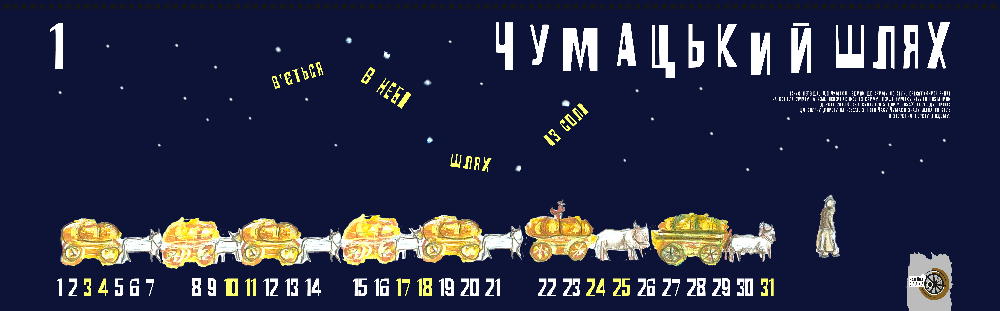 1
ЧУМАЦЬКИЙ ШЛЯХ
В'ЄТЬСЯ
В НЕБІ
ШЛЯХ
ІЗ СОЛІ
ІСНУЄ ЛЕГЕНДА, ЩО ЧУМАКИ ЇЗДИЛИ ДО КРИМУ ПО СІЛЬ, ОРІЄНТУЮЧИСЬ ВНОЧІ
НА СВІТЛУ СМУГУ НА НЕБІ. ПОВЕРТАЮЧИСЬ ІЗ КРИМУ, ПЕРШІ ЧУМАКИ НІБИТО ПОЗНАЧИЛИ
ДОРОГУ СІЛЛЮ, ЯКА СИПАЛАСЯ З ДІР У ВОЗАХ. ГОСПОДЬ ПЕРЕНІС
ЦЮ СОЛЯНУ ДОРОГУ НА НЕБЕСА. З ТОГО ЧАСУ ЧУМАКИ ЗНАЛИ ШЛЯХ ПО СІЛЬ
І ЗВОРОТНЮ ДОРОГУ ДОДОМУ.
1 2 3 4 5 6 7 8 9 10 11 12 13 14 15 16 17 18 19 20 21 22 23 24 25 26 27 28 29 30 31
НАДІЙНА
ВАЛКА